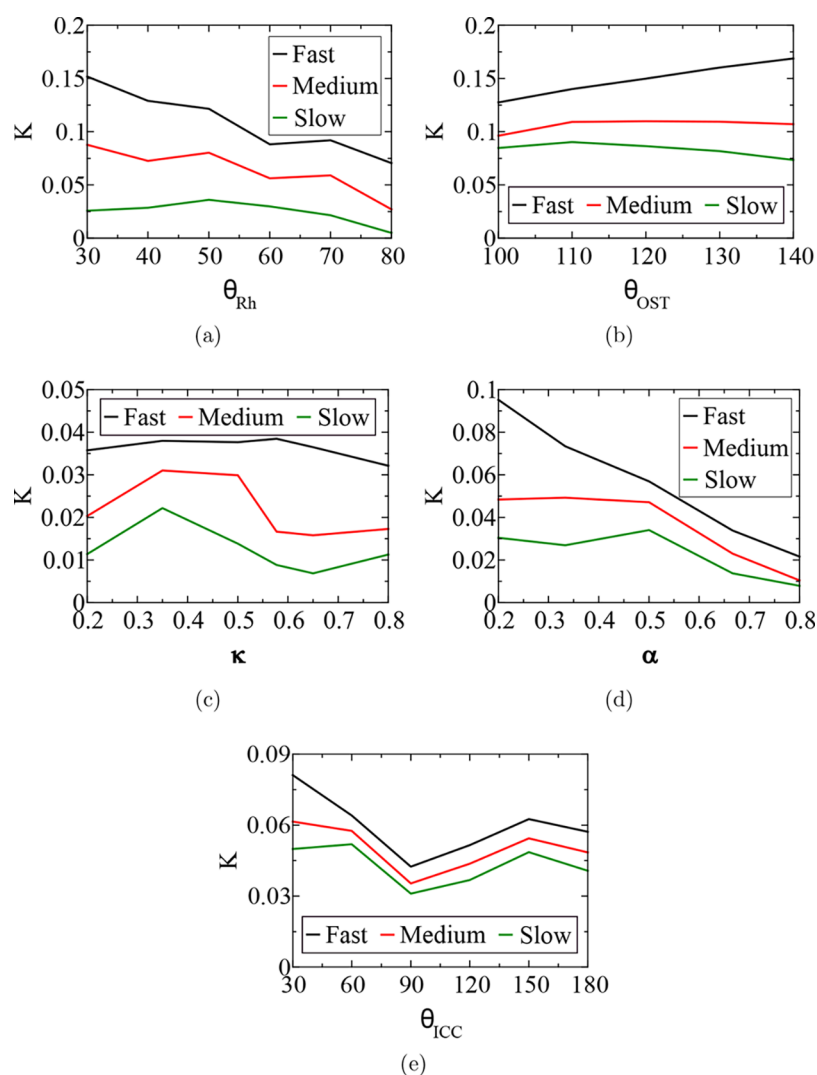 0.2
0.15
0.1
0.05
0
K
Fast
Medium
Slow
30 40 50 60 70 80
θRh
(a)
0.2
0.15
0.1
0.05
0
K
Fast Medium Slow
100 110 120 130 140
θOST
(b)
0.05
0.04
0.03
0.02
0.01
0
K
Fast Medium Slow
0.2 0.3 0.4 0.5 0.6 0.7 0.8
κ
(c)
0.1
0.08
0.06
0.04
0.02
0
K
Fast
Medium
Slow
0.2 0.3 0.4 0.5 0.6 0.7 0.8
α
(d)
0.09
0.06
0.03
0
K
Fast Medium Slow
30 60 90 120 150 180
θICC
(e)